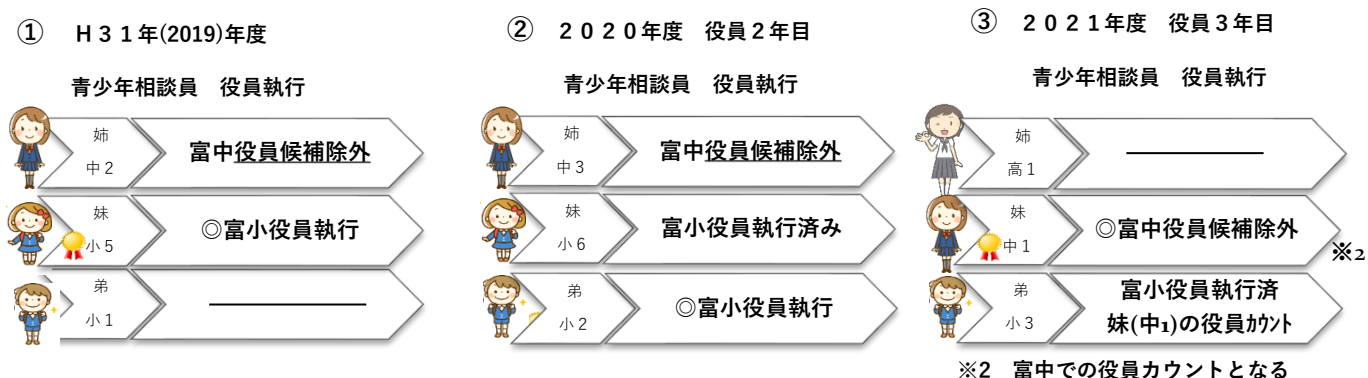 ① H31年(2019)年度
青少年相談員 役員執行
姉
中2
富中役員候補除外
妹
小5
◎富小役員執行
弟
小1
② 2020年度 役員2年目
青少年相談員 役員執行
姉
中3
富中役員候補除外
妹
小6
富小役員執行済み
弟
小2
◎富小役員執行
③ 2021年度 役員3年目
青少年相談員 役員執行
姉
高1
妹
中1
◎富中役員候補除外
※2
弟
小3
富小役員執行済
妹(中1)の役員カウント
※2 富中での役員カウントとなる